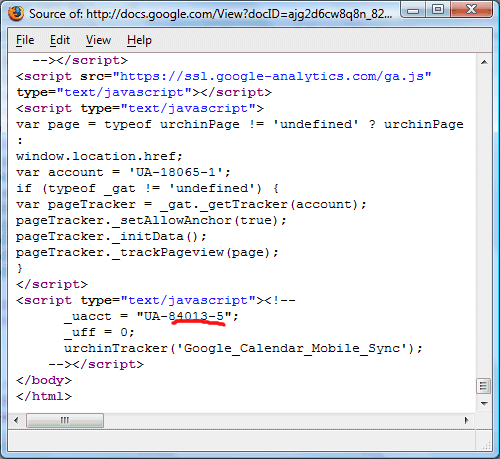 Source of: http://docs.google.com/View?docID=ajg2d6cw8q8n_82...
File Edit View Help
--></script>
<script src="https://ssl.google-analytics.com/ga.js"
type="text/javascript"></script>
<script type="text/javascript">
var page = typeof urchinPage != 'undefined' ? urchinPage
:
window.location.href;
var account = 'UA-18065-1';
if (typeof _gat != 'undefined') {
var pageTracker = _gat._getTracker(account);
pageTracker._setAllowAnchor(true);
pageTracker._initData();
pageTracker._trackPageview(page);
}
</script>
<script type="text/javascript"><!--
_uacct = "UA-84013-5";
_uff = 0;
urchinTracker('Google_Calendar_Mobile_Sync');
--></script>
</body>
</html>